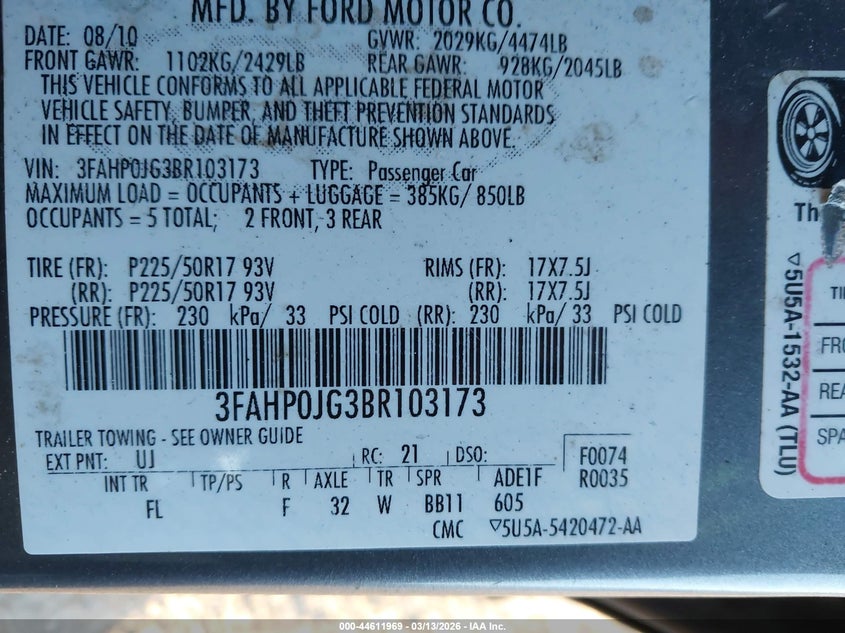 MFD. BY FORD MOTOR CO.
DATE: 08/10 GVWR: 2029KG/4474LB
FRONT GAWR: 1102KG/2429LB REAR GAWR: 928KG/2045LB
THIS VEHICLE CONFORMS TO ALL APPLICABLE FEDERAL MOTOR
VEHICLE SAFETY, BUMPER, AND THEFT PREVENTION STANDARDS
IN EFFECT ON THE DATE OF MANUFACTURE SHOWN ABOVE.
VIN: 3FAHP0JG3BR103173 TYPE: Passenger Car
MAXIMUM LOAD = OCCUPANTS + LUGGAGE = 385KG/ 850LB
OCCUPANTS = 5 TOTAL; 2 FRONT, 3 REAR
TIRE (FR): P225/50R17 93V RIMS (FR): 17X7.5J
(RR): P225/50R17 93V (RR): 17X7.5J
PRESSURE (FR): 230 kPa/ 33 PSI COLD (RR): 230 kPa/ 33 PSI COLD
3FAHP0JG3BR103173
TRAILER TOWING - SEE OWNER GUIDE
EXT PNT: UJ RC: 21 DSO: F0074
INT TR TP/PS R AXLE TR SPR ADE1F R0035
FL F 32 W BB11 605
CMC ▽5U5A-5420472-AA
▽5U5A-1532-AA (TLU)
000-44611969 - 03/13/2026 - IAA Inc.